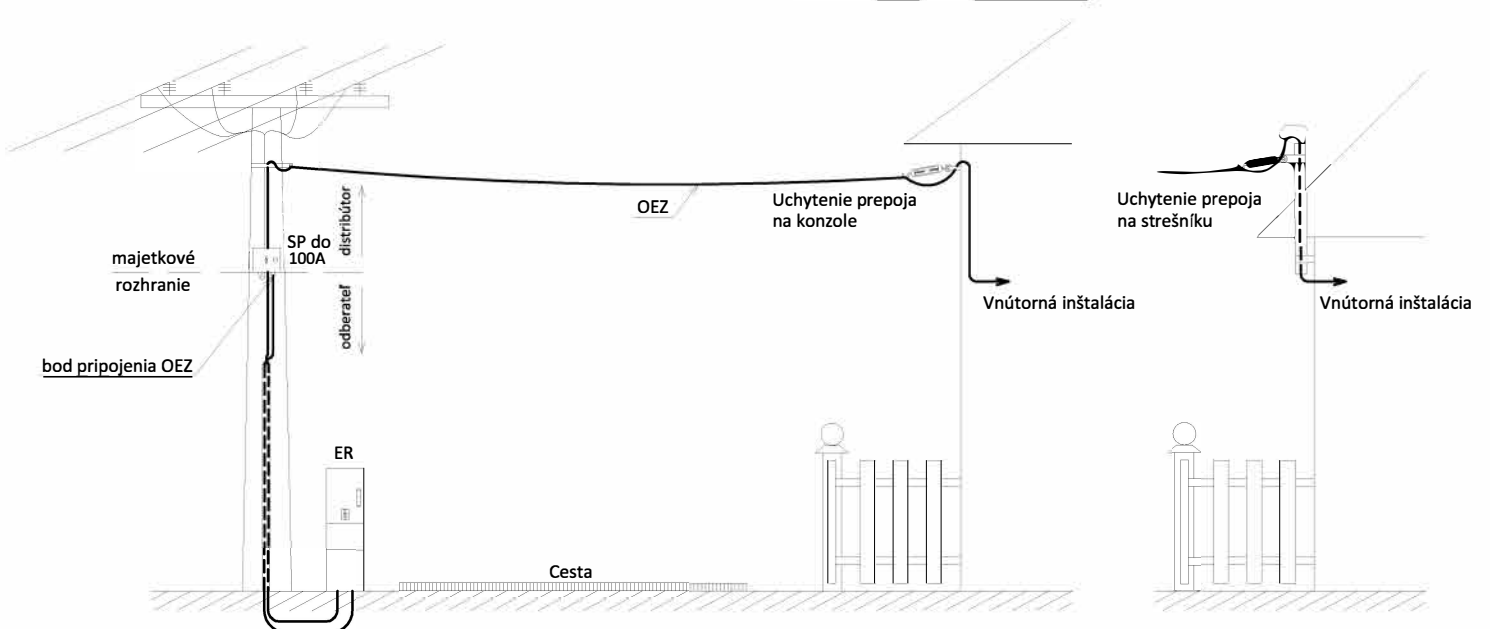 distribútor
SP do
100A
majetkové
rozhranie
odberateľ
bod pripojenia OEZ
OEZ
Uchytenie prepoja
na konzole
Vnútorná inštalácia
ER
Cesta
Uchytenie prepoja
na strešníku
Vnútorná inštalácia